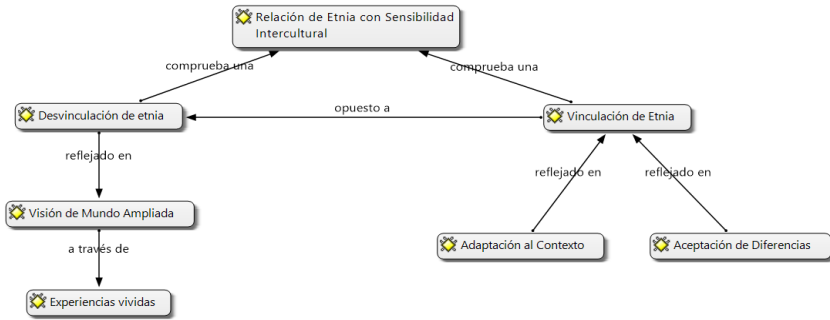 Relación de Etnia con Sensibilidad
Intercultural
comprueba una
comprueba una
opuesto a
Desvinculación de etnia
Vinculación de Etnia
reflejado en
reflejado en
reflejado en
Visión de Mundo Ampliada
a través de
Adaptación al Contexto
Aceptación de Diferencias
Experiencias vividas